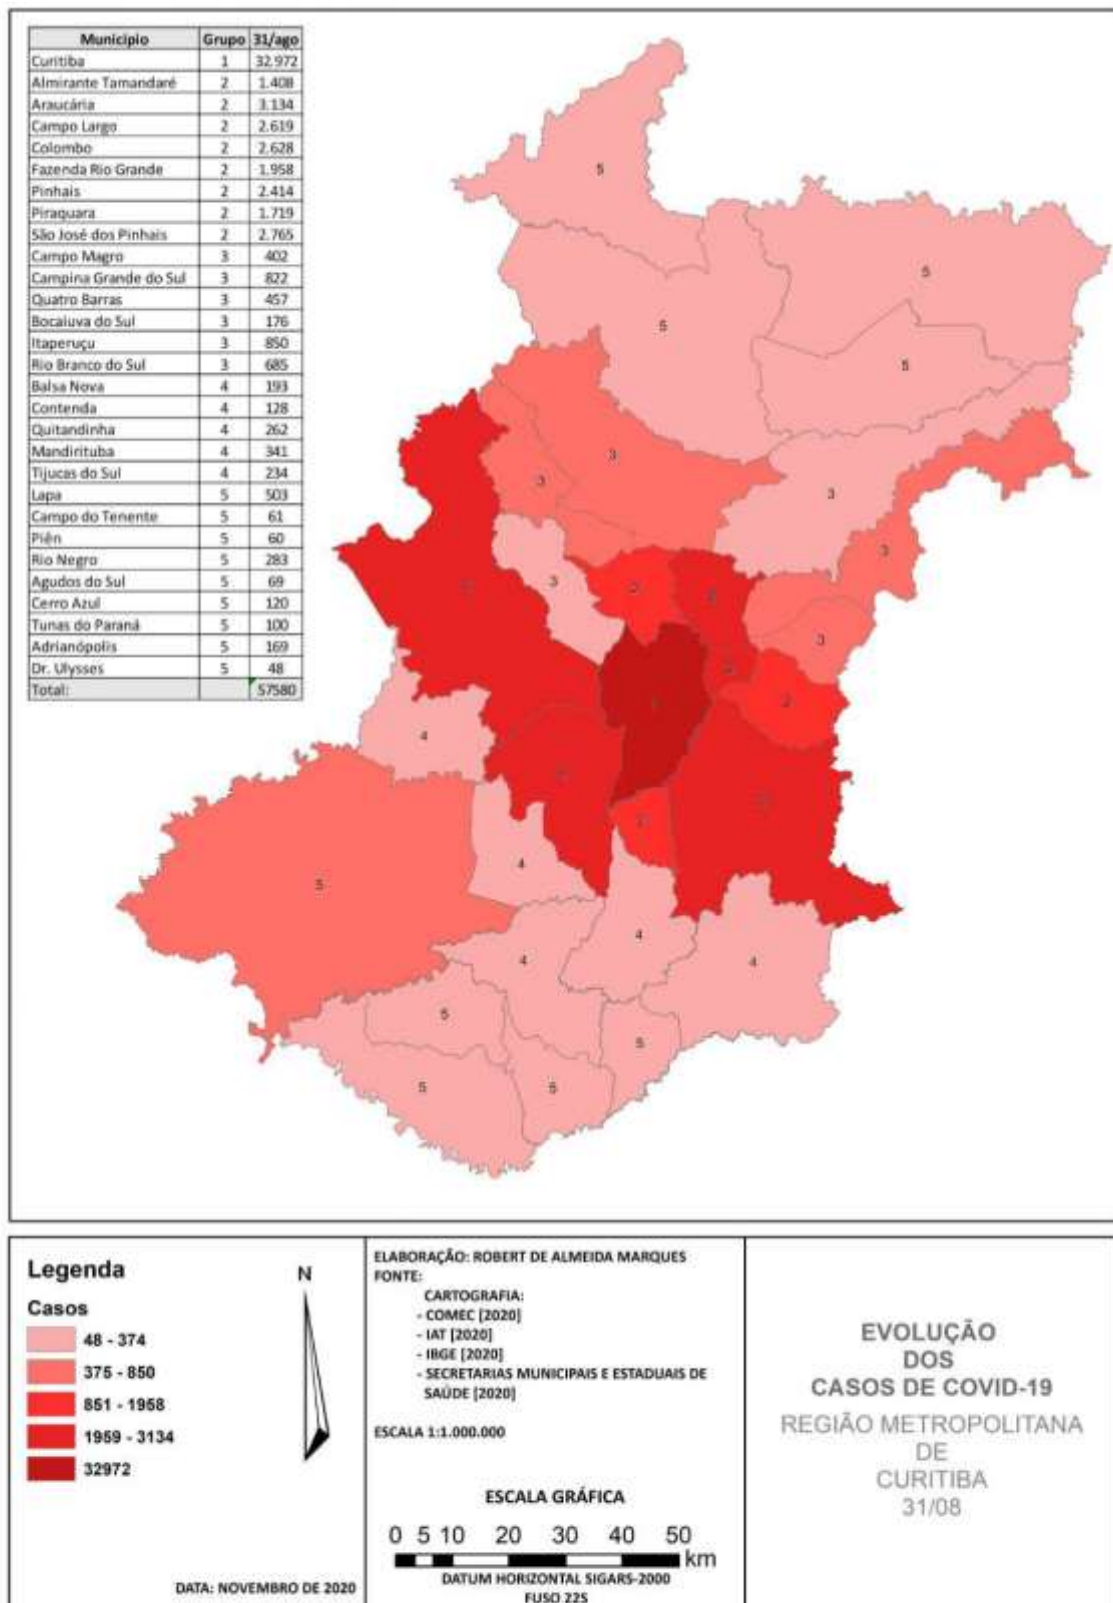 Município Grupo 31/ago
Curitiba 1 32.972
Almirante Tamandaré 2 1.408
Araucária 2 3.134
Campo Largo 2 2.619
Colombo 2 2.628
Fazenda Rio Grande 2 1.958
Pinhais 2 2.414
Piraquara 2 1.719
São José dos Pinhais 2 2.765
Campo Magro 3 402
Campina Grande do Sul 3 822
Quatro Barras 3 457
Bocaiuva do Sul 3 176
Itaperuçu 3 850
Rio Branco do Sul 3 685
Balsa Nova 4 193
Contenda 4 128
Quitandinha 4 262
Mandirituba 4 341
Tijucas do Sul 4 234
Lapa 5 503
Campo do Tenente 5 61
Piên 5 60
Rio Negro 5 283
Agudos do Sul 5 69
Cerro Azul 5 120
Tunas do Paraná 5 100
Adrianópolis 5 169
Dr. Ulysses 5 48
Total: 57580
5
5
5
5
3
3
3
3
3
2
3
2
4
4
5
4
4
4
5
5
5
5
Legenda
Casos
48 - 374
375 - 850
851 - 1958
1959 - 3134
32972
N
DATA: NOVEMBRO DE 2020
ELABORAÇÃO: ROBERT DE ALMEIDA MARQUES
FONTE:
CARTOGRAFIA:
- COMEC [2020]
- IAT [2020]
- IBGE [2020]
- SECRETARIAS MUNICIPAIS E ESTADUAIS DE
SAÚDE [2020]
ESCALA 1:1.000.000
ESCALA GRÁFICA
0 5 10 20 30 40 50
km
DATUM HORIZONTAL SIGARS-2000
FUSO 22S
EVOLUÇÃO
DOS
CASOS DE COVID-19
REGIÃO METROPOLITANA
DE
CURITIBA
31/08